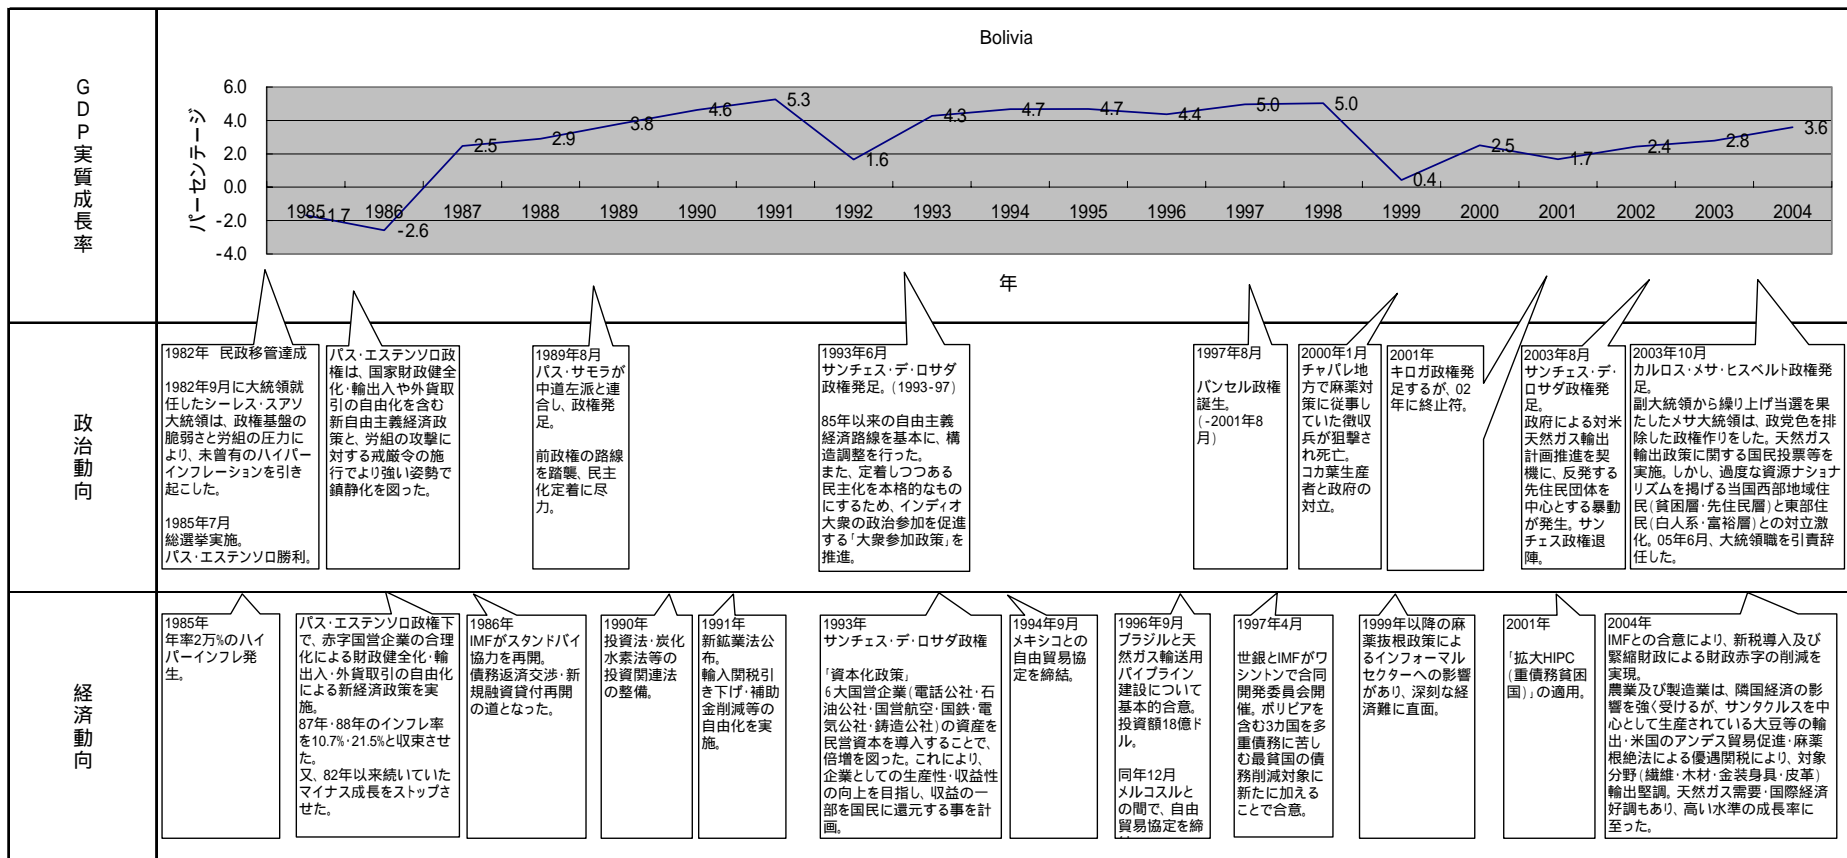 Bolivia
GDP実質成長率
パーセンテージ
6.0
4.0
2.0
0.0
-2.0
-4.0
-1.7
-2.6
2.5
2.9
3.8
4.6
5.3
1.6
4.3
4.7
4.7
4.4
5.0
5.0
0.4
2.5
1.7
2.4
2.8
3.6
1985 1986 1987 1988 1989 1990 1991 1992 1993 1994 1995 1996 1997 1998 1999 2000 2001 2002 2003 2004
年
政治動向
1982年 民政移管達成
1982年9月に大統領就
任したシーレス・スアソ
大統領は、政権基盤の
脆弱さと労組の圧力に
より、未曾有のハイパー
インフレーションを引き
起こした。
1985年7月
総選挙実施。
パス・エステンソロ勝利。
パス・エステンソロ政
権は、国家財政健全
化・輸出入や外貨取
引の自由化を含む
新自由主義経済政
策と、労組の攻撃に
対する戒厳令の施
行でより強い姿勢で
鎮静化を図った。
1989年8月
パス・サモラが
中道左派と連
合し、政権発
足。
前政権の路線
を踏襲、民主
化定着に尽
力。
1993年6月
サンチェス・デ・ロサダ
政権発足。(1993-97)
85年以来の自由主義
経済路線を基本に、構
造調整を行った。
また、定着しつつある
民主化を本格的なもの
にするため、インディオ
大衆の政治参加を促進
する「大衆参加政策」を
推進。
1997年8月
バンセル政権
誕生。
(-2001年8
月)
2000年1月
チャパレ地
方で麻薬対
策に従事し
ていた徴収
兵が狙撃さ
れ死亡。
コカ葉生産
者と政府の
対立。
2001年
キロガ政権発
足するが、02
年に終止符。
2003年8月
サンチェス・デ・
ロサダ政権発
足。
政府による対米
天然ガス輸出
計画推進を契
機に、反発する
先住民団体を
中心とする暴動
が発生。サン
チェス政権退
陣。
2003年10月
カルロス・メサ・ヒスベルト政権発
足。
副大統領から繰り上げ当選を果
たしたメサ大統領は、政党色を排
除した政権作りをした。天然ガス
輸出政策に関する国民投票等を
実施。しかし、過度な資源ナショナ
リズムを掲げる当国西部地域住
民(貧困層・先住民層)と東部住
民(白人系・富裕層)との対立激
化。05年6月、大統領職を引責辞
任した。
経済動向
1985年
年率2万%のハイ
パーインフレ発
生。
パス・エステンソロ政権下
で、赤字国営企業の合理
化による財政健全化・輸
出入・外貨取引の自由化
による新経済政策を実
施。
87年・88年のインフレ率
を10.7%・21.5%と収束させ
た。
又、82年以来続いていた
マイナス成長をストップさ
せた。
1986年
IMFがスタンドバイ
協力を再開。
債務返済交渉・新
規融資貸付再開
の道となった。
1990年
投資法・炭化
水素法等の
投資関連法
の整備。
1991年
新鉱業法公
布。
輸入関税引
き下げ・補助
金削減等の
自由化を実
施。
1993年
サンチェス・デ・ロサダ政権
「資本化政策」
6大国営企業(電話公社・石
油公社・国営航空・国鉄・電
気公社・鋳造公社)の資産を
民営資本を導入することで、
倍増を図った。これにより、
企業としての生産性・収益性
の向上を目指し、収益の一
部を国民に還元する事を計
画。
1994年9月
メキシコとの
自由貿易協
定を締結。
1996年9月
ブラジルと天
然ガス輸送用
パイプライン
建設について
基本的合意。
投資額18億ド
ル。
同年12月
メルコスルと
の間で、自由
貿易協定を締
1997年4月
世銀とIMFがワ
シントンで合同
開発委員会開
催。ボリビアを
含む3カ国を多
重債務に苦し
む最貧国の債
務削減対象に
新たに加える
ことで合意。
1999年以降の麻
薬抜根政策によ
るインフォーマル
セクターへの影響
があり、深刻な経
済難に直面。
2001年
「拡大HIPC
(重債務貧困
国)」の適用。
2004年
IMFとの合意により、新税導入及び
緊縮財政による財政赤字の削減を
実現。
農業及び製造業は、隣国経済の影
響を強く受けるが、サンタクルスを中
心として生産されている大豆等の輸
出・米国のアンデス貿易促進・麻薬
根絶法による優遇関税により、対象
分野(繊維・木材・金装身具・皮革)
輸出堅調。天然ガス需要・国際経済
好調もあり、高い水準の成長率に
至った。